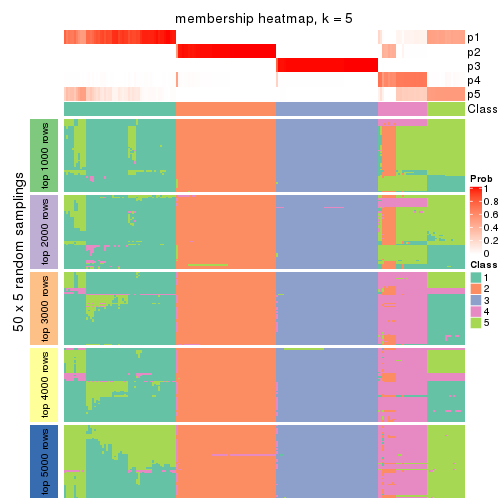 membership heatmap, k = 5
p1
p2
p3
p4
p5
Class
50 x 5 random samplings
top 1000 rows
top 2000 rows
top 3000 rows
top 4000 rows
top 5000 rows
Prob
1
0.8
0.6
0.4
0.2
0
Class
1
2
3
4
5